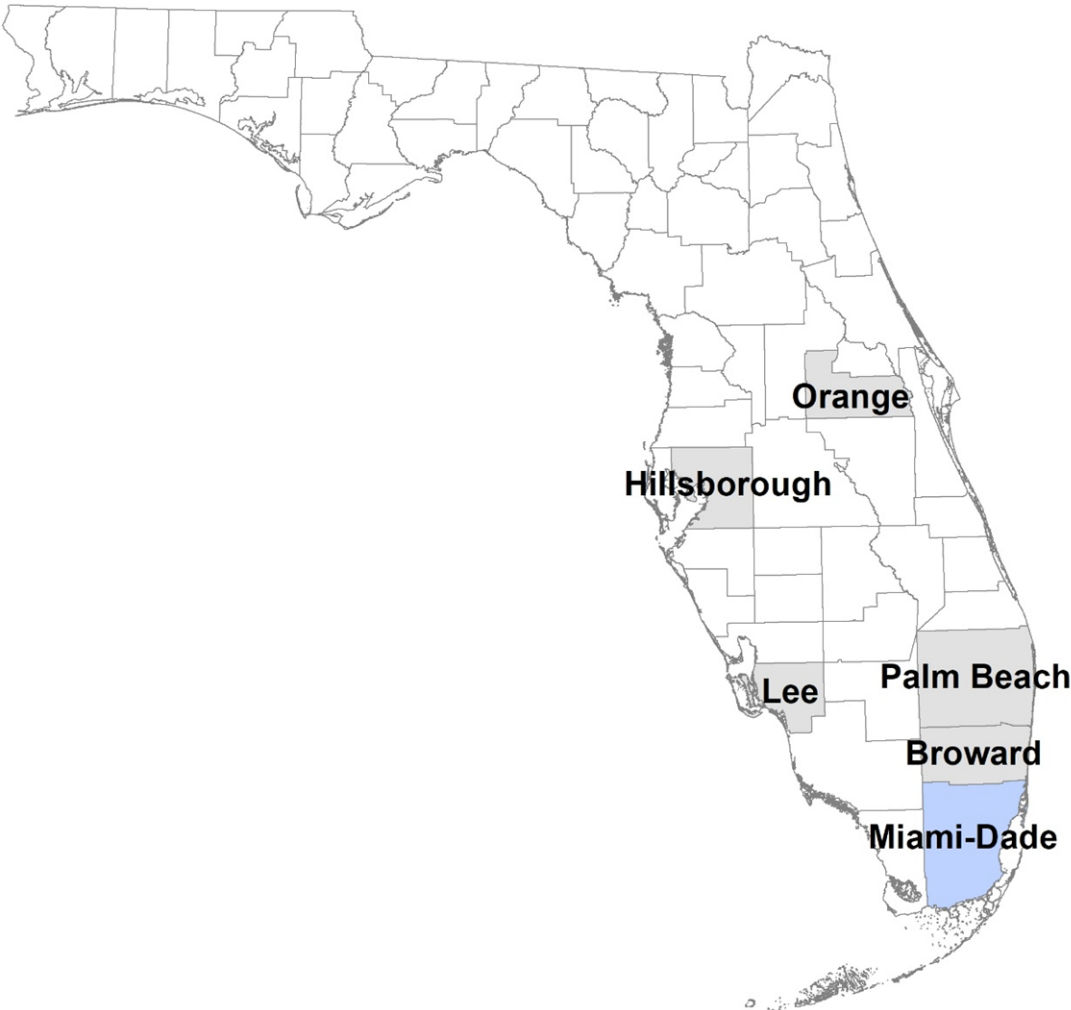 Orange
Hillsborough
Palm Beach
Lee
Broward
Miami-Dade